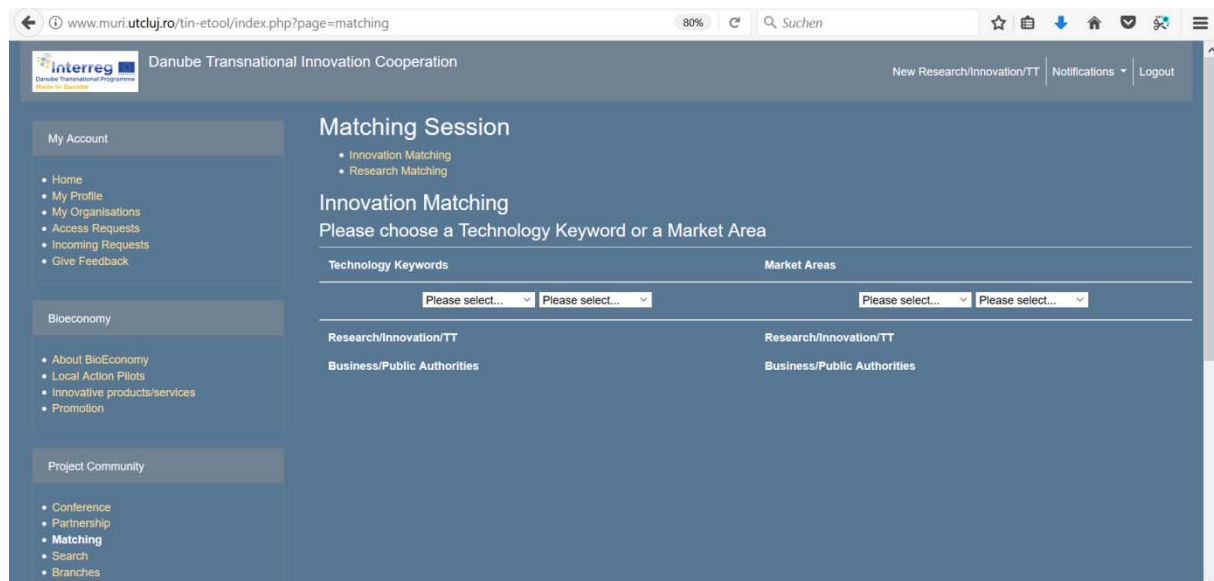 www.muri.utcluj.ro/tin-etool/index.php?page=matching
80%
Suchen
Interreg
Danube Transnational Programme
Made in Danube
Danube Transnational Innovation Cooperation
New Research/Innovation/TT
Notifications
Logout
My Account
Home
My Profile
My Organisations
Access Requests
Incoming Requests
Give Feedback
Bioeconomy
About BioEconomy
Local Action Pilots
Innovative products/services
Promotion
Project Community
Conference
Partnership
Matching
Search
Branches
Matching Session
Innovation Matching
Research Matching
Innovation Matching
Please choose a Technology Keyword or a Market Area
Technology Keywords
Market Areas
Please select... Please select...
Please select... Please select...
Research/Innovation/TT
Research/Innovation/TT
Business/Public Authorities
Business/Public Authorities